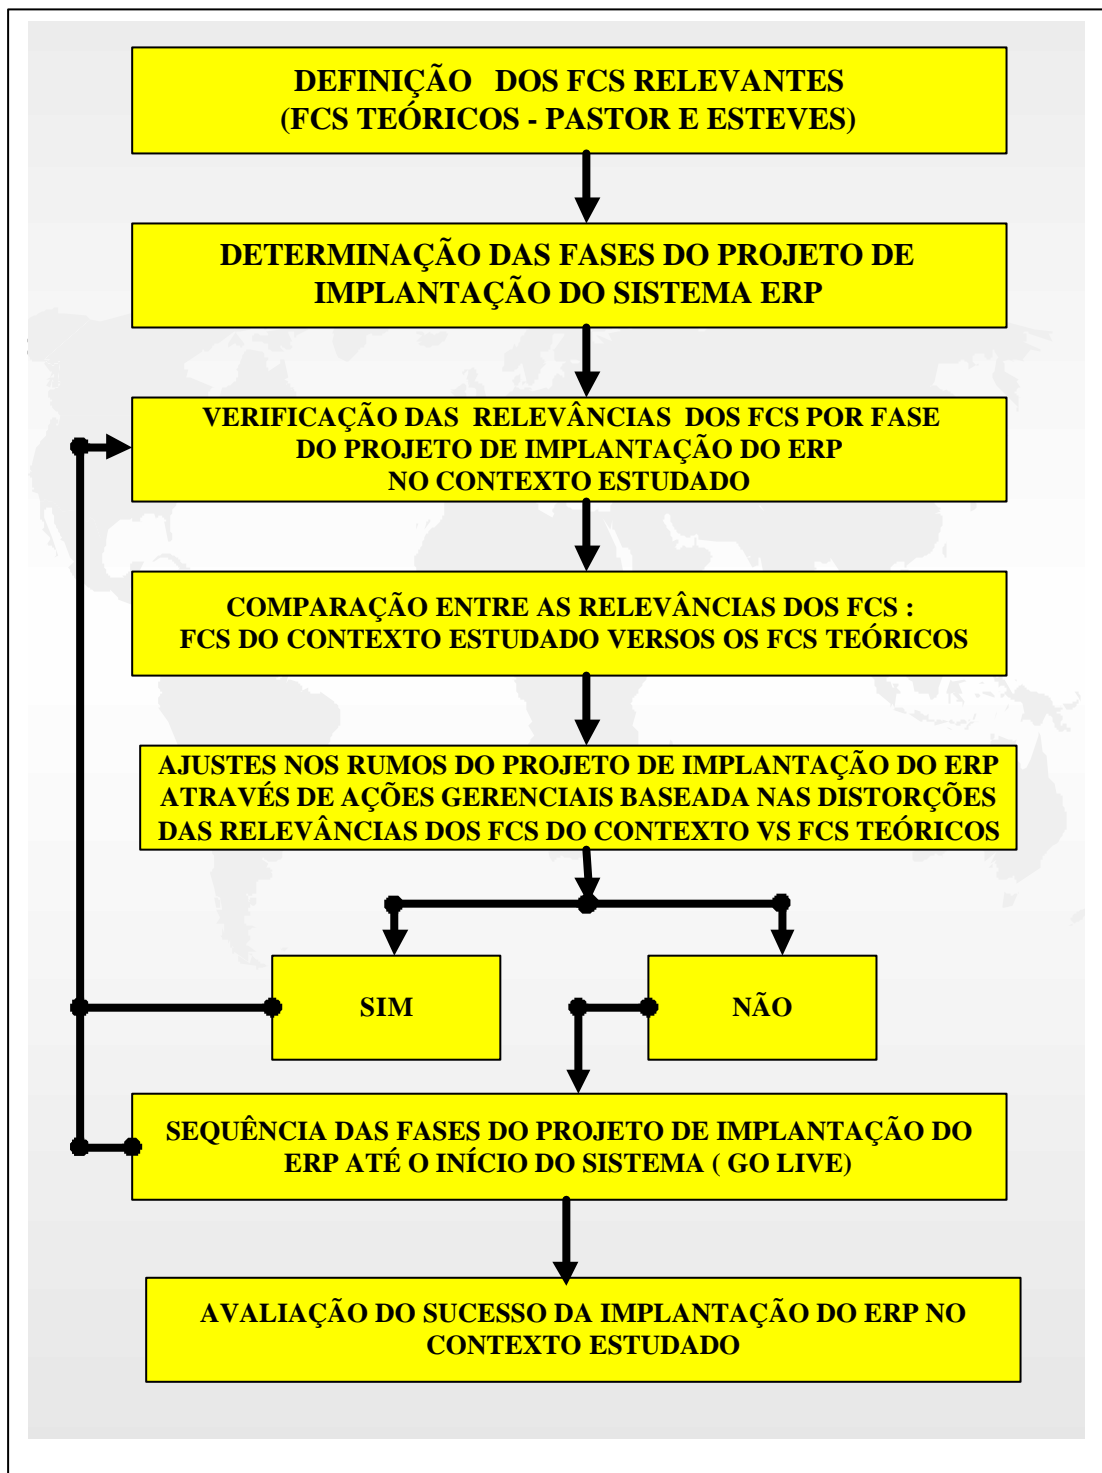 DEFINIÇÃO DOS FCS RELEVANTES
(FCS TEÓRICOS - PASTOR E ESTEVES)
DETERMINAÇÃO DAS FASES DO PROJETO DE
IMPLANTAÇÃO DO SISTEMA ERP
VERIFICAÇÃO DAS RELEVÂNCIAS DOS FCS POR FASE
DO PROJETO DE IMPLANTAÇÃO DO ERP
NO CONTEXTO ESTUDADO
COMPARAÇÃO ENTRE AS RELEVÂNCIAS DOS FCS :
FCS DO CONTEXTO ESTUDADO VERSOS OS FCS TEÓRICOS
AJUSTES NOS RUMOS DO PROJETO DE IMPLANTAÇÃO DO ERP
ATRAVÉS DE AÇÕES GERENCIAIS BASEADA NAS DISTORÇÕES
DAS RELEVÂNCIAS DOS FCS DO CONTEXTO VS FCS TEÓRICOS
SIM
NÃO
SEQUÊNCIA DAS FASES DO PROJETO DE IMPLANTAÇÃO DO
ERP ATÉ O INÍCIO DO SISTEMA ( GO LIVE)
AVALIAÇÃO DO SUCESSO DA IMPLANTAÇÃO DO ERP NO
CONTEXTO ESTUDADO